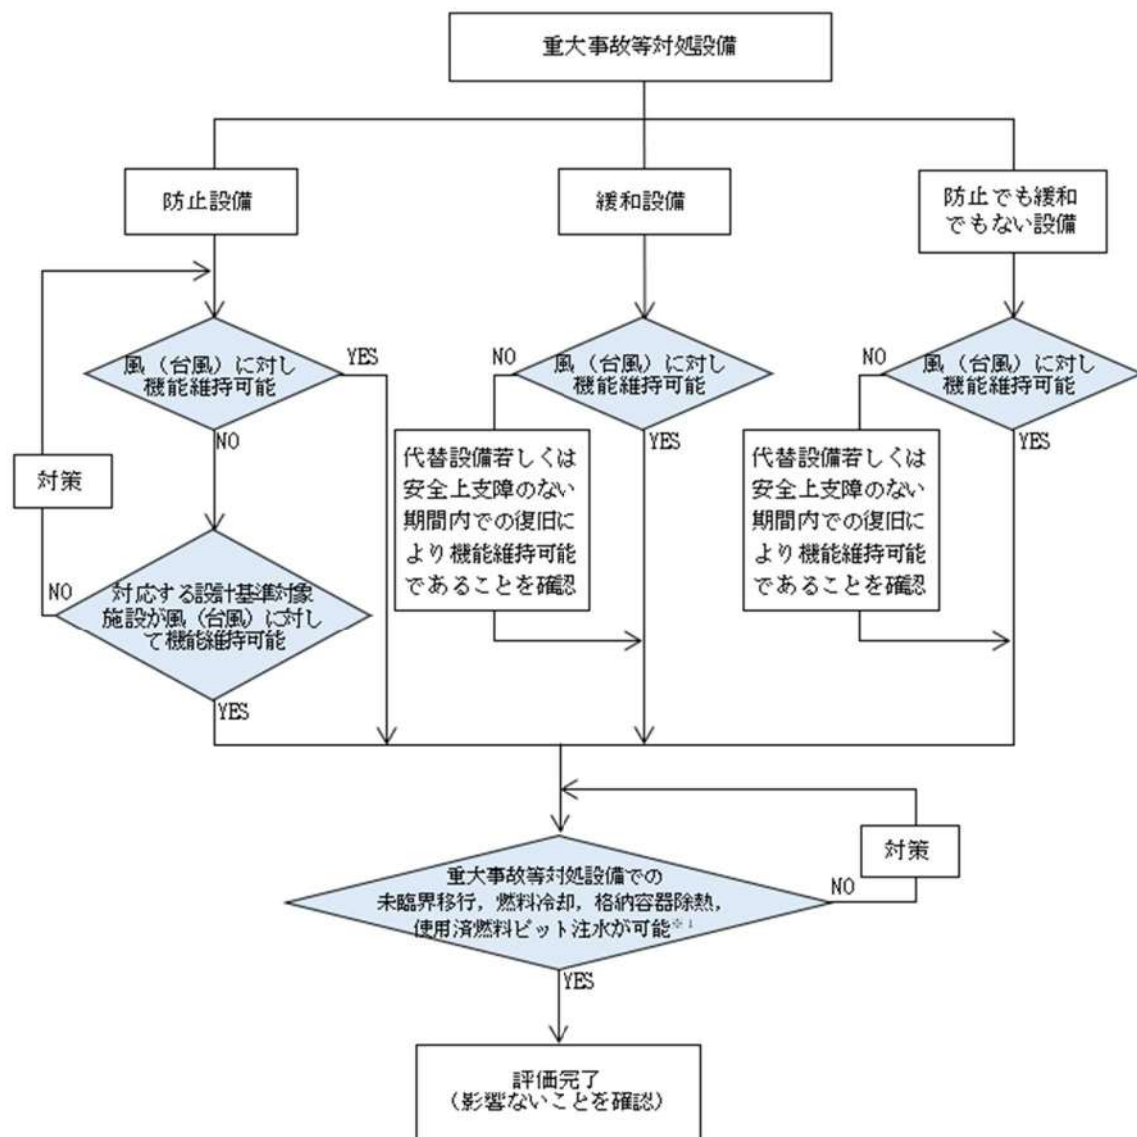 重大事故等対処設備
防止設備
緩和設備
防止でも緩和
でもない設備
風（台風）に対し
機能維持可能
YES
NO
風（台風）に対し
機能維持可能
NO
YES
風（台風）に対し
機能維持可能
NO
YES
対策
代替設備若しくは
安全上支障のない
期間内での復旧に
より機能維持可能
であることを確認
代替設備若しくは
安全上支障のない
期間内での復旧に
より機能維持可能
であることを確認
NO
対応する設計基準対象
施設が風（台風）に対し
て機能維持可能
YES
対策
重大事故等対処設備での
未臨界移行，燃料冷却，格納容器除熱，
使用済燃料ピット注水が可能※1
NO
YES
評価完了
（影響ないことを確認）